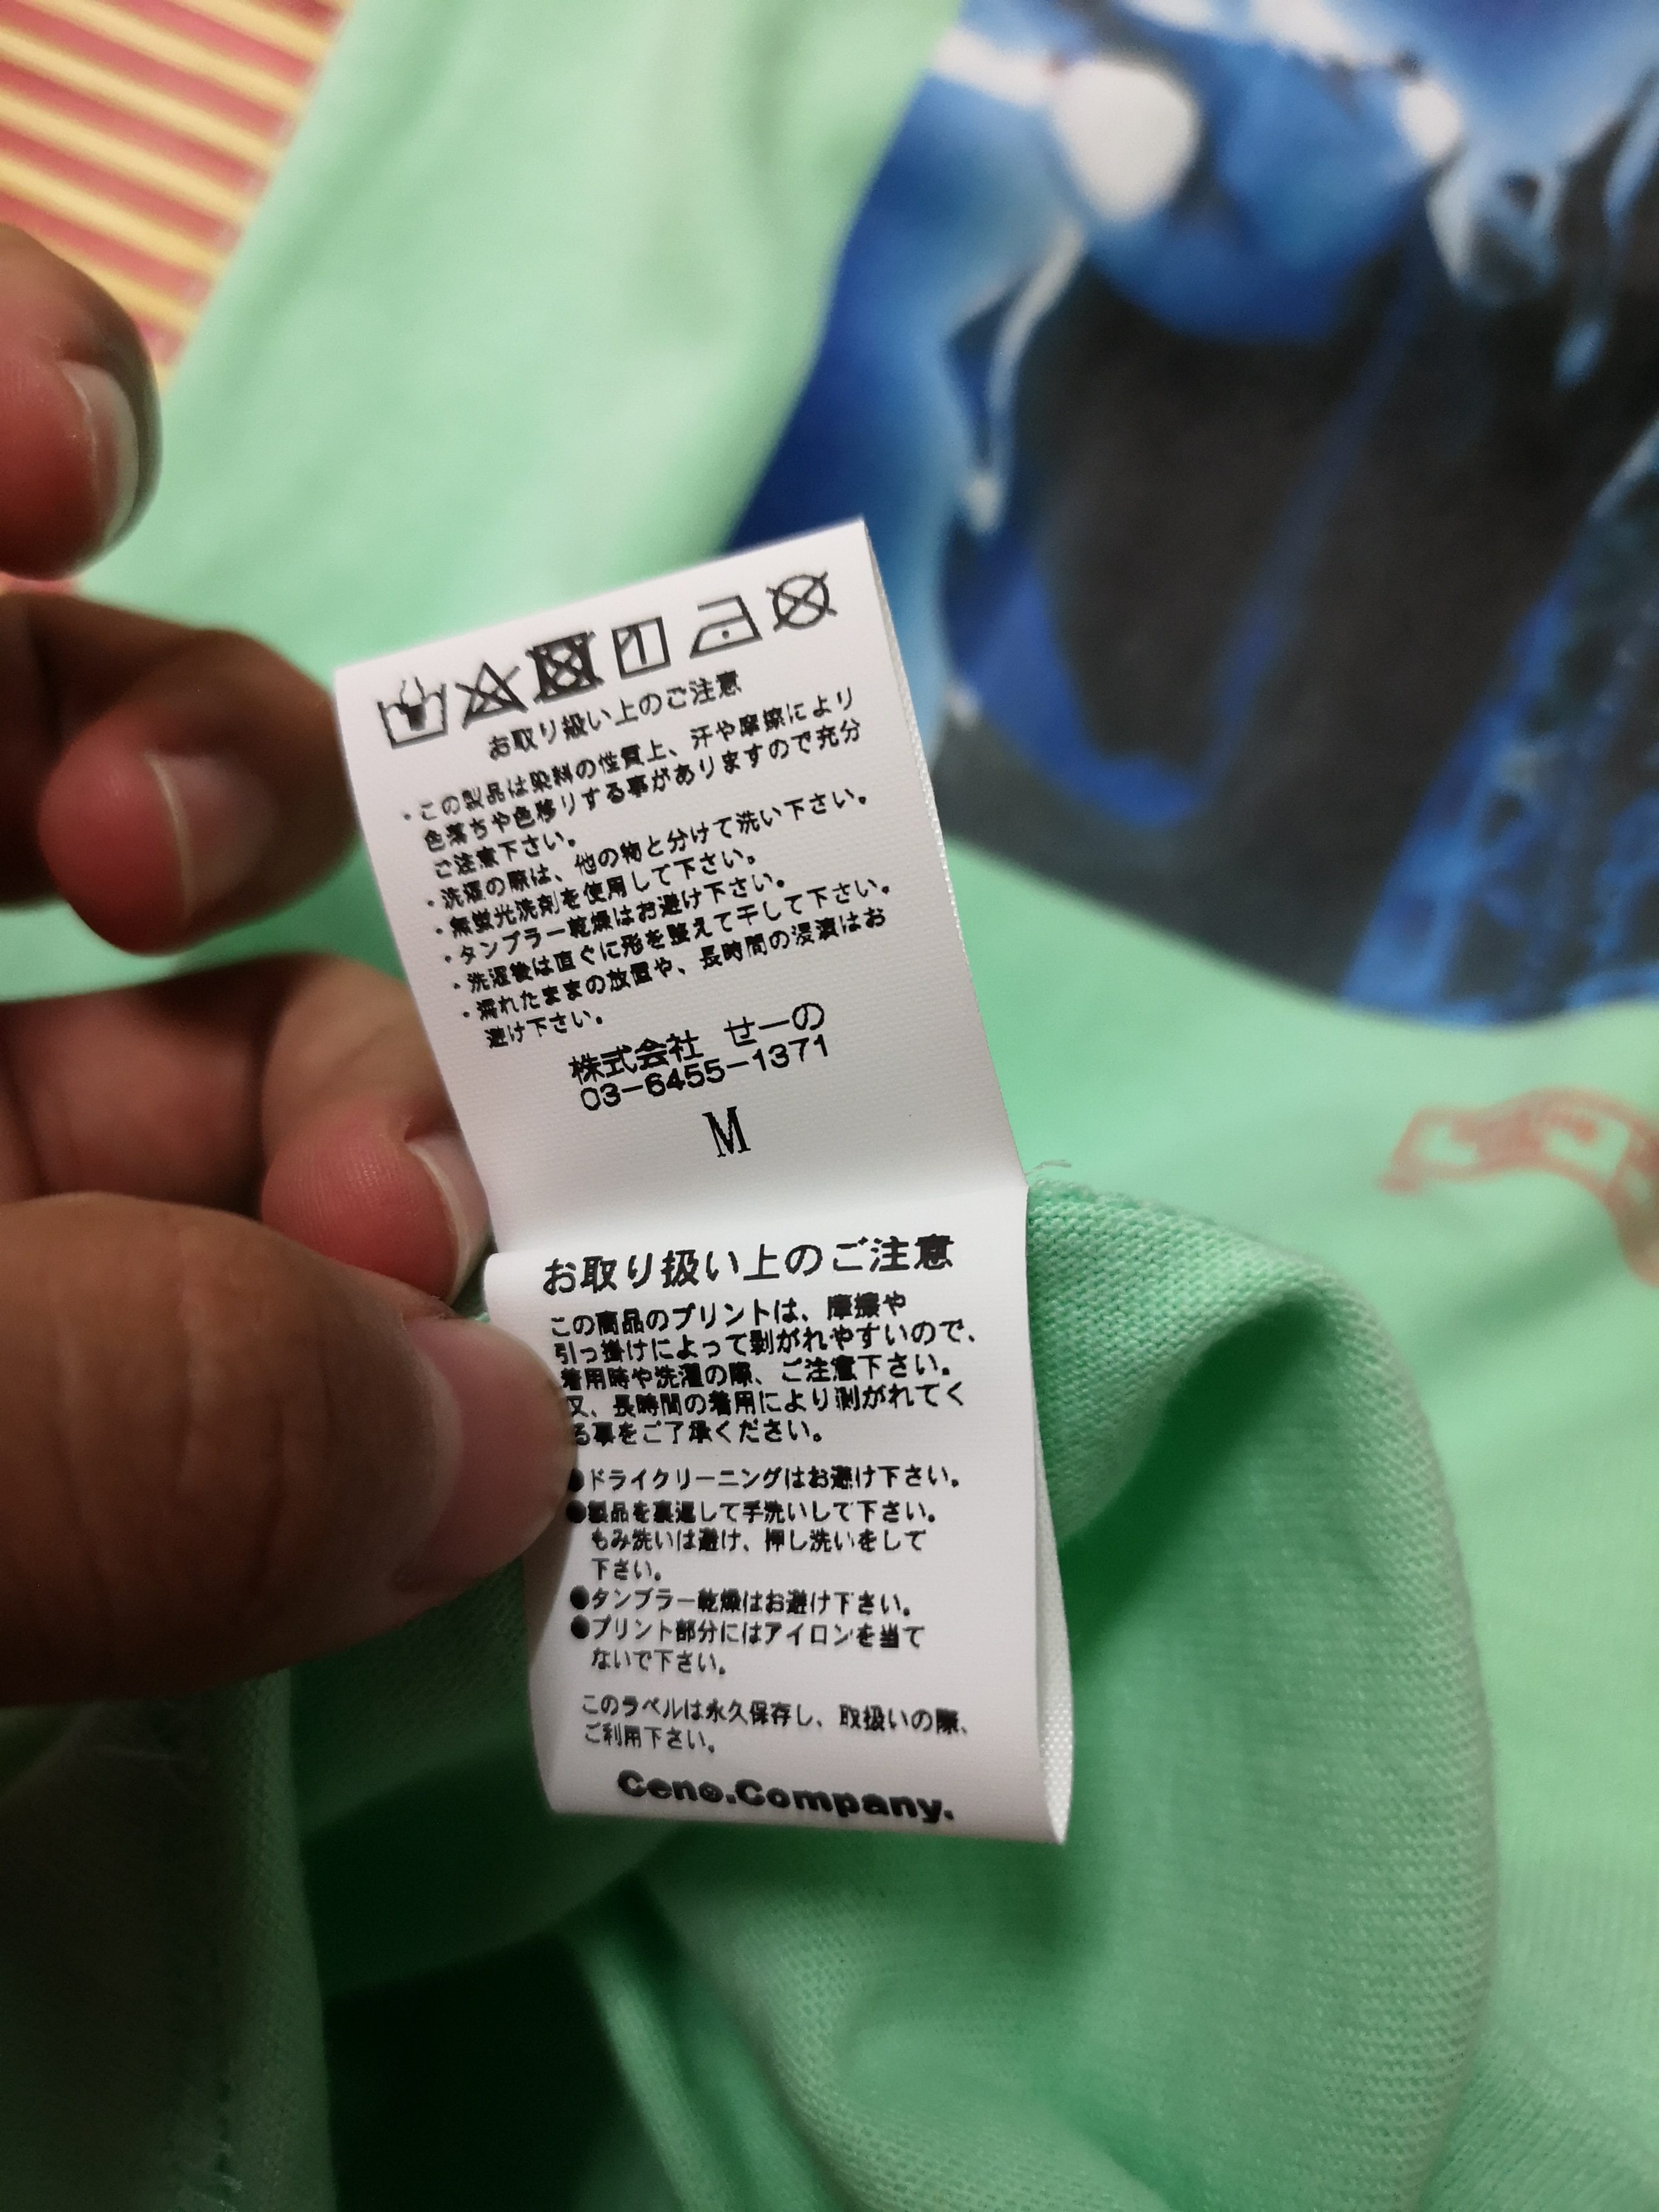 お取り扱い上のご注意
・この製品は染料の性質上、汗や摩擦により
色落ちや色移りする事がありますので充分
ご注意下さい。
・洗濯の際は、他の物と分けて洗い下さい。
・無蛍光洗剤を使用して下さい。
・タンブラー乾燥はお避け下さい。
・洗濯後は直ぐに形を整えて干して下さい。
・濡れたままの放置や、長時間の浸漬はお
避け下さい。
株式会社 せーの
03-6455-1371
M
お取り扱い上のご注意
この商品のプリントは、摩擦や
引っ掛けによって剥がれやすいので、
着用時や洗濯の際、ご注意下さい。
又、長時間の着用により剥がれてく
る事をご了承ください。
●ドライクリーニングはお避け下さい。
●製品を裏返して手洗いして下さい。
もみ洗いは避け、押し洗いをして
下さい。
●タンブラー乾燥はお避け下さい。
●プリント部分にはアイロンを当て
ないで下さい。
このラベルは永久保存し、取扱いの際、
ご利用下さい。
Ceno.Company.